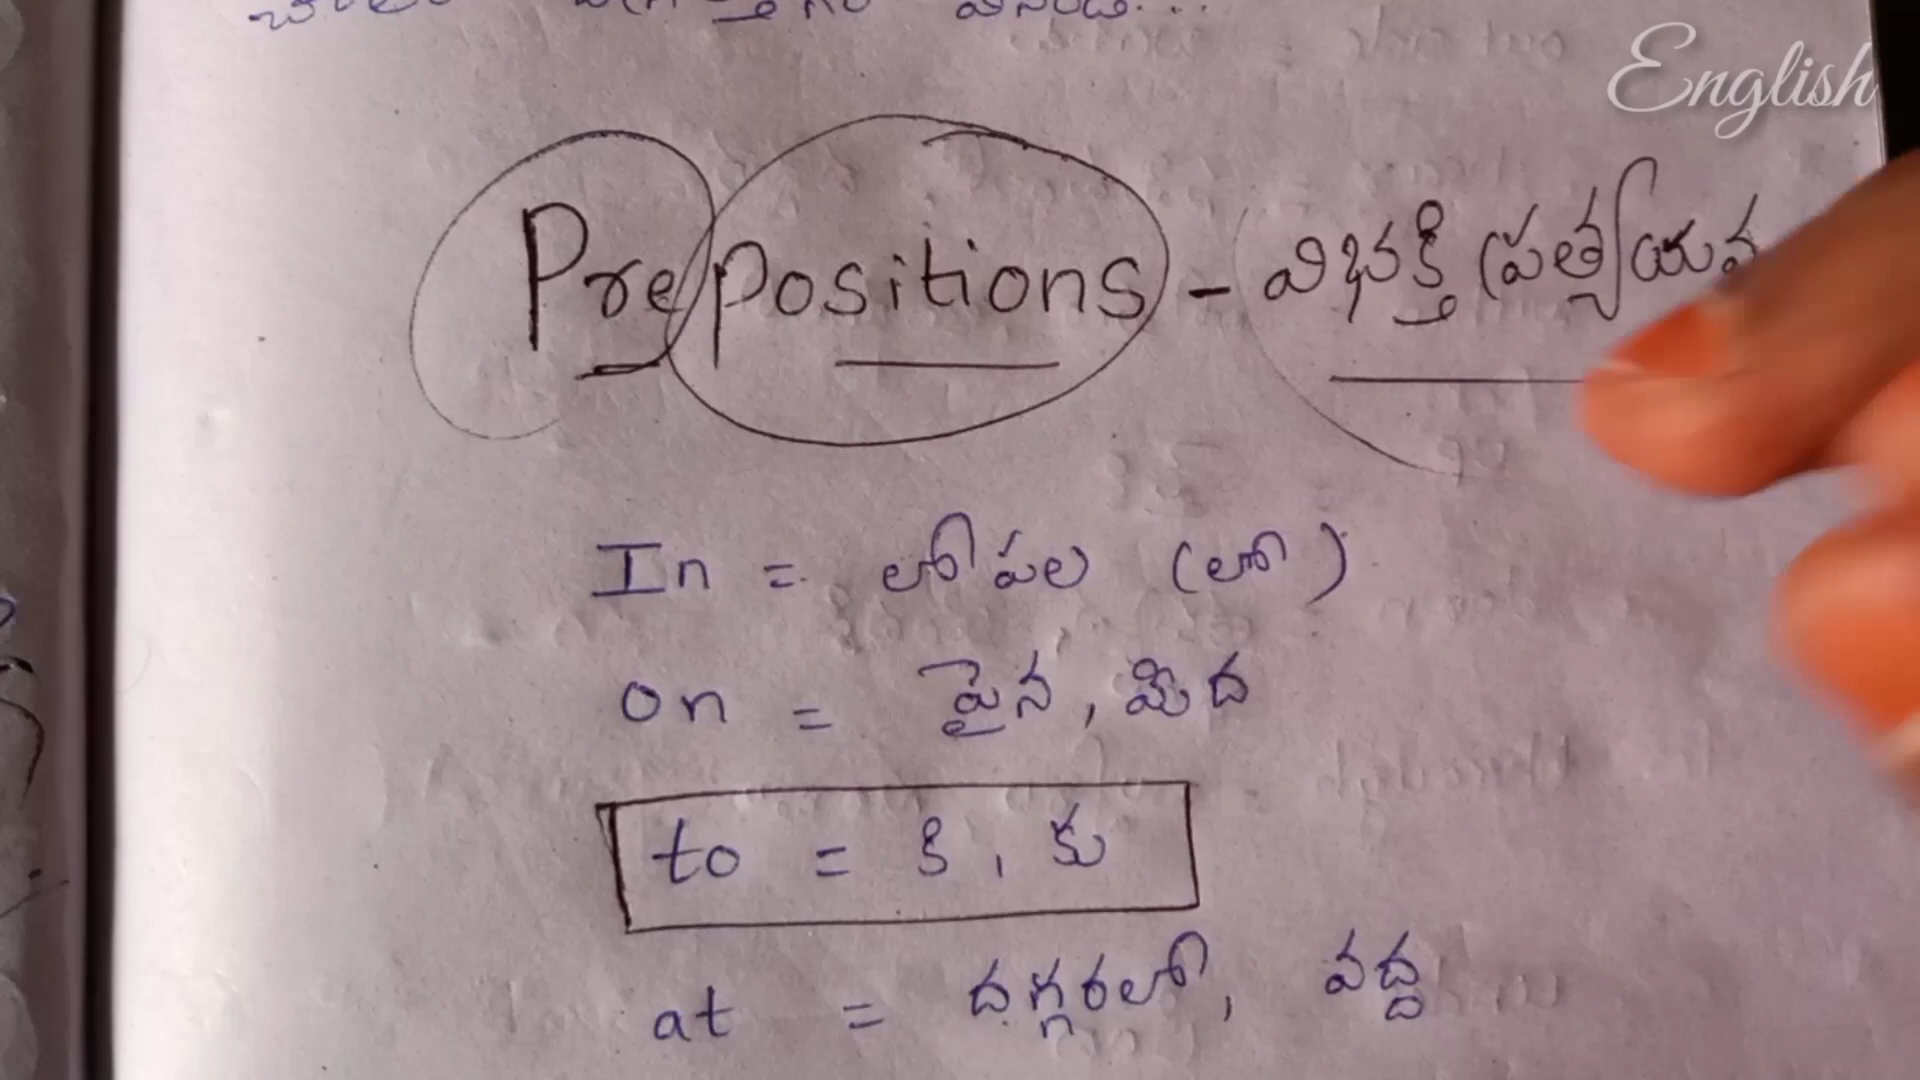 English
Prepositions - విభక్తి ప్రత్యయ
In = లోపల (లో)
on = పైన, మీద
to = కి, కు
at = దగ్గరలో, వద్ద